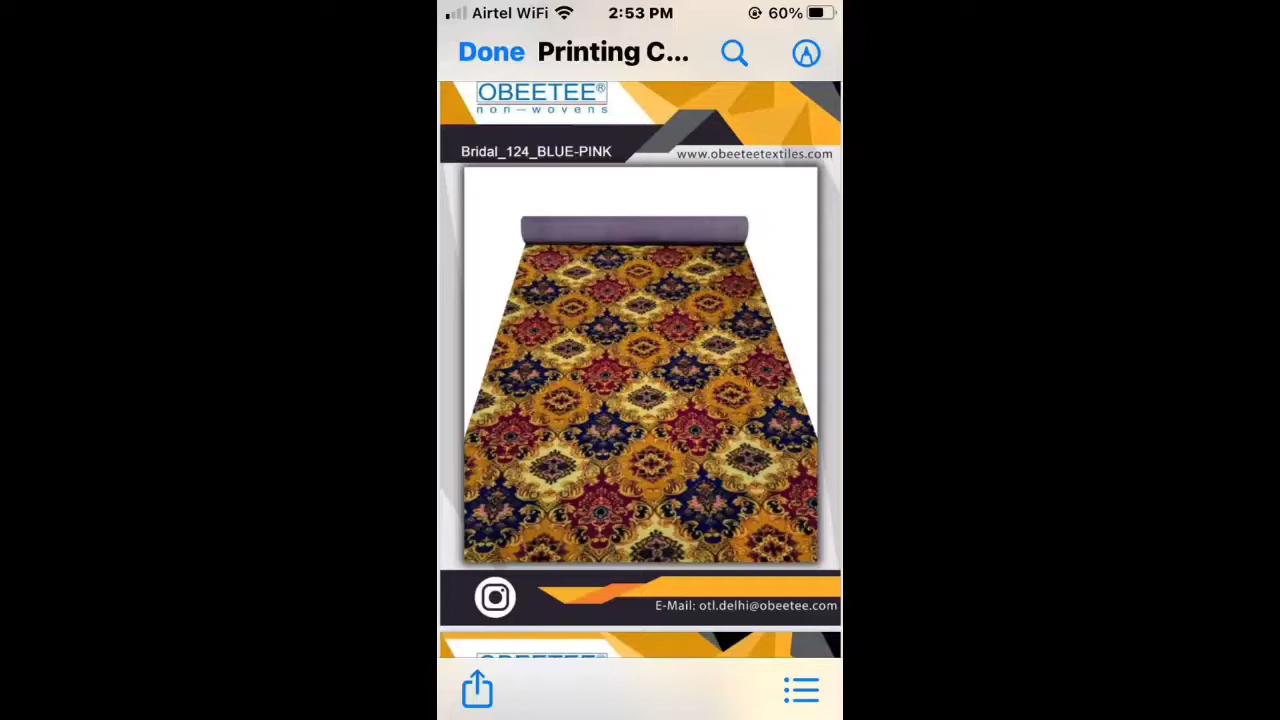 Airtel WiFi 2:53 PM 60%
Done Printing C...
OBEETEE®
non-wovens
Bridal_124_BLUE-PINK
www.obeeteetextiles.com
E-Mail: otl.delhi@obeetee.com
OBEETEE®